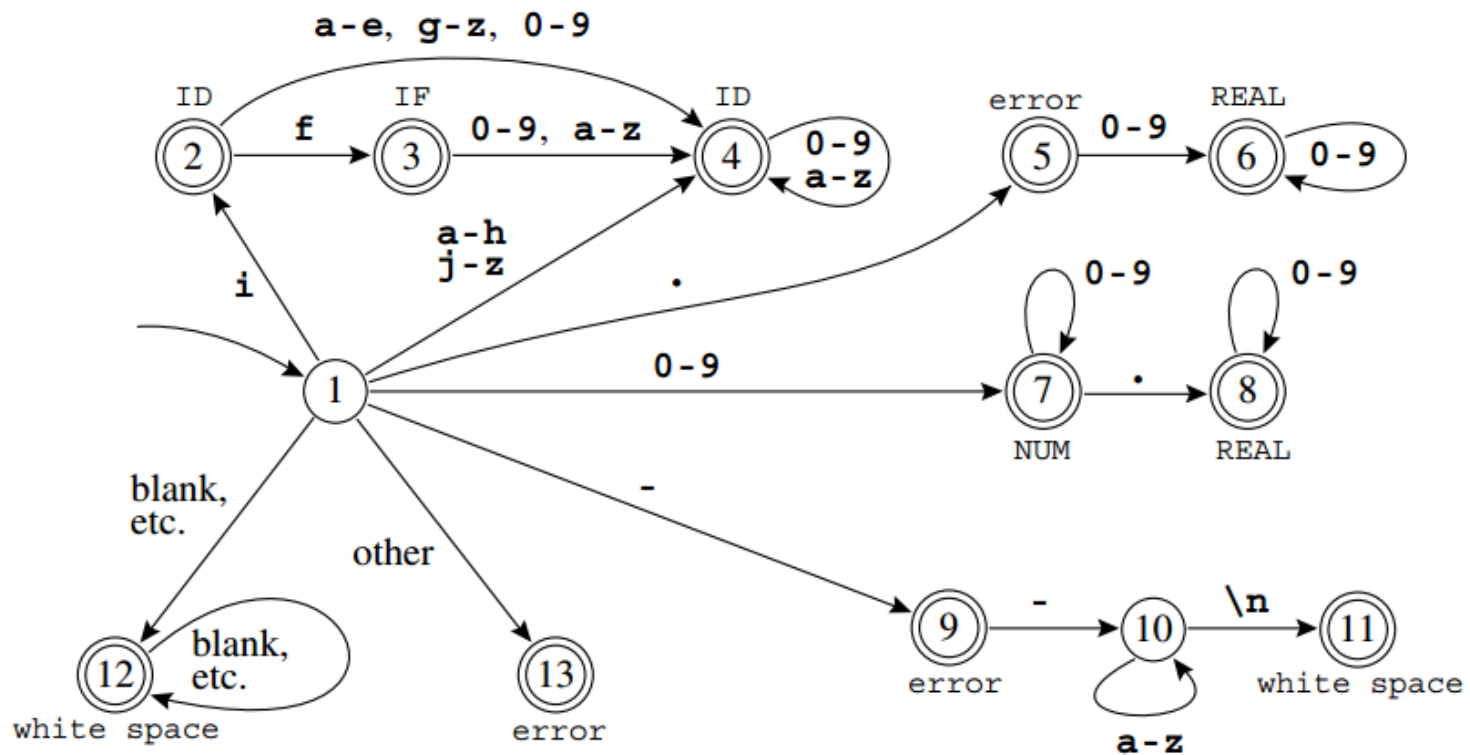 a-e, g-z, 0-9
ID
IF
ID
error
REAL
2
f
3
0-9, a-z
4
0-9
a-z
5
0-9
6
0-9
a-h
j-z
i
.
0-9
0-9
1
0-9
7
.
8
NUM
REAL
blank,
etc.
other
-
12
blank,
etc.
13
9
-
10
\n
11
white space
error
error
white space
a-z